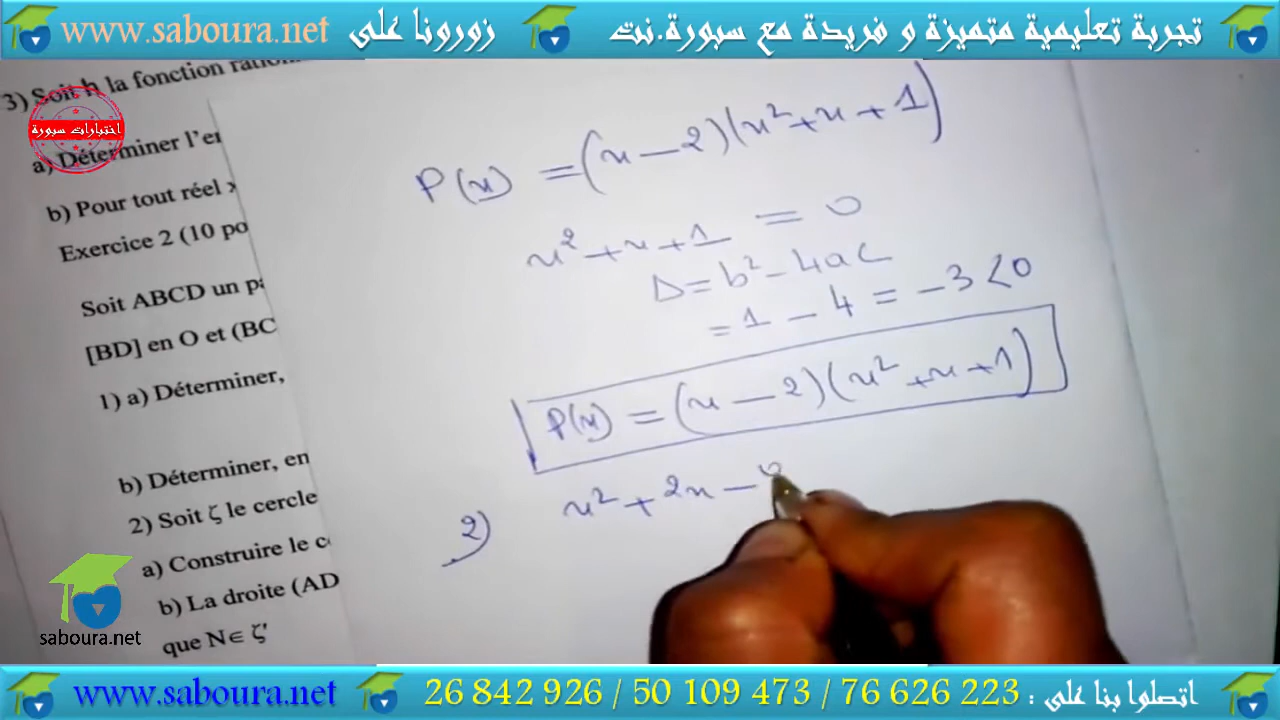 www.saboura.net زورونا على تجربة تعليمية متميزة و فريدة مع سبورة.نت
3) Soit h la fonction
اختبارات سبورة
a) Déterminer l'e
b) Pour tout réel x
Exercice 2 (10 po
Soit ABCD un pa
[BD] en O et (BC
1) a) Déterminer,
b) Déterminer, en
2) Soit ζ le cercle
a) Construire le c
b) La droite (AD
que N∈ ζ'
P(x) = (x - 2)(x² + x + 1)
x² + x + 1 = 0
Δ = b² - 4ac
= 1 - 4 = -3 < 0
P(x) = (x - 2)(x² + x + 1)
2) x² + 2x -
saboura.net
www.saboura.net 26 842 926 / 50 109 473 / 76 626 223 : اتصلوا بنا على